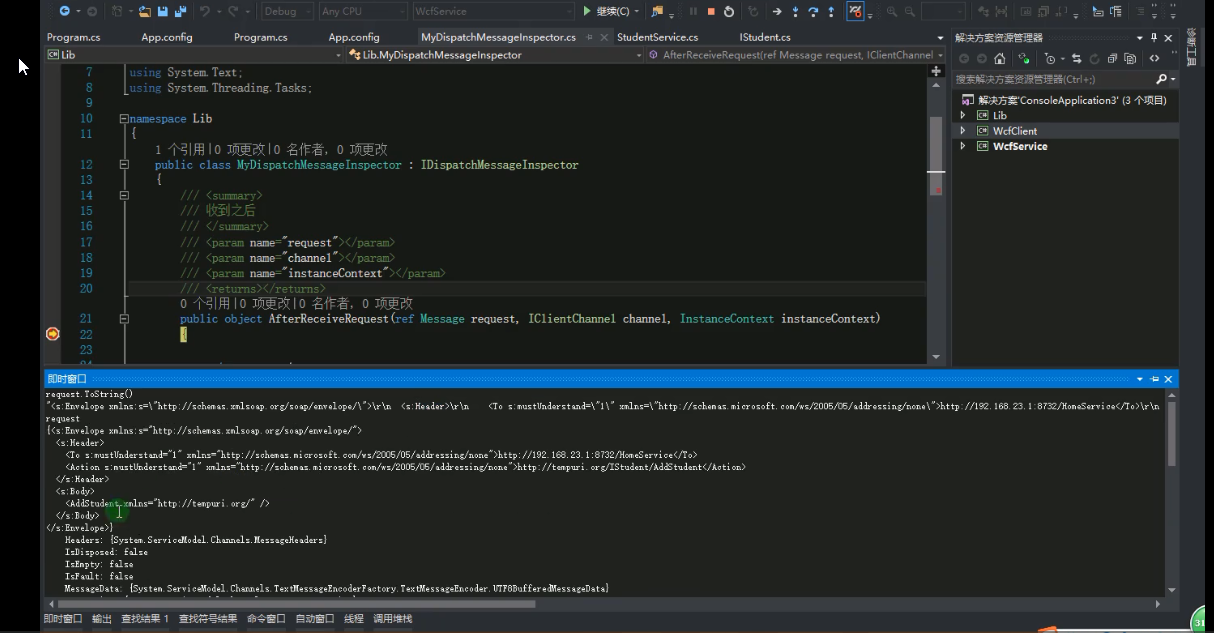 Debug Any CPU WcfService 继续(C)
Program.cs App.config Program.cs App.config MyDispatchMessageInspector.cs StudentService.cs IStudent.cs
Lib Lib.MyDispatchMessageInspector AfterReceiveRequest(ref Message request, IClientChannel
7 using System.Text;
8 using System.Threading.Tasks;
9
10 namespace Lib
11 {
1 个引用|0 项更改|0 名作者, 0 项更改
12 public class MyDispatchMessageInspector : IDispatchMessageInspector
13 {
14 /// <summary>
15 /// 收到之后
16 /// </summary>
17 /// <param name="request"></param>
18 /// <param name="channel"></param>
19 /// <param name="instanceContext"></param>
20 /// <returns></returns>
0 个引用|0 项更改|0 名作者, 0 项更改
21 public object AfterReceiveRequest(ref Message request, IClientChannel channel, InstanceContext instanceContext)
22 {
23
解决方案资源管理器
搜索解决方案资源管理器(Ctrl+;)
解决方案'ConsoleApplication3' (3 个项目)
Lib
WcfClient
WcfService
诊断工具
即时窗口
request.ToString()
"<s:Envelope xmlns:s=\"http://schemas.xmlsoap.org/soap/envelope/\">\r\n <s:Header>\r\n <To s:mustUnderstand=\"1\" xmlns=\"http://schemas.microsoft.com/ws/2005/05/addressing/none\">http://192.168.23.1:8732/HomeService</To>\r\n
request
{<s:Envelope xmlns:s="http://schemas.xmlsoap.org/soap/envelope/">
<s:Header>
<To s:mustUnderstand="1" xmlns="http://schemas.microsoft.com/ws/2005/05/addressing/none">http://192.168.23.1:8732/HomeService</To>
<Action s:mustUnderstand="1" xmlns="http://schemas.microsoft.com/ws/2005/05/addressing/none">http://tempuri.org/IStudent/AddStudent</Action>
</s:Header>
<s:Body>
<AddStudent xmlns="http://tempuri.org/" />
</s:Body>
</s:Envelope>}
Headers: {System.ServiceModel.Channels.MessageHeaders}
IsDisposed: false
IsEmpty: false
IsFault: false
MessageData: {System.ServiceModel.Channels.TextMessageEncoderFactory.TextMessageEncoder.UTF8BufferedMessageData}
即时窗口 输出 查找结果 1 查找符号结果 命令窗口 自动窗口 线程 调用堆栈
31